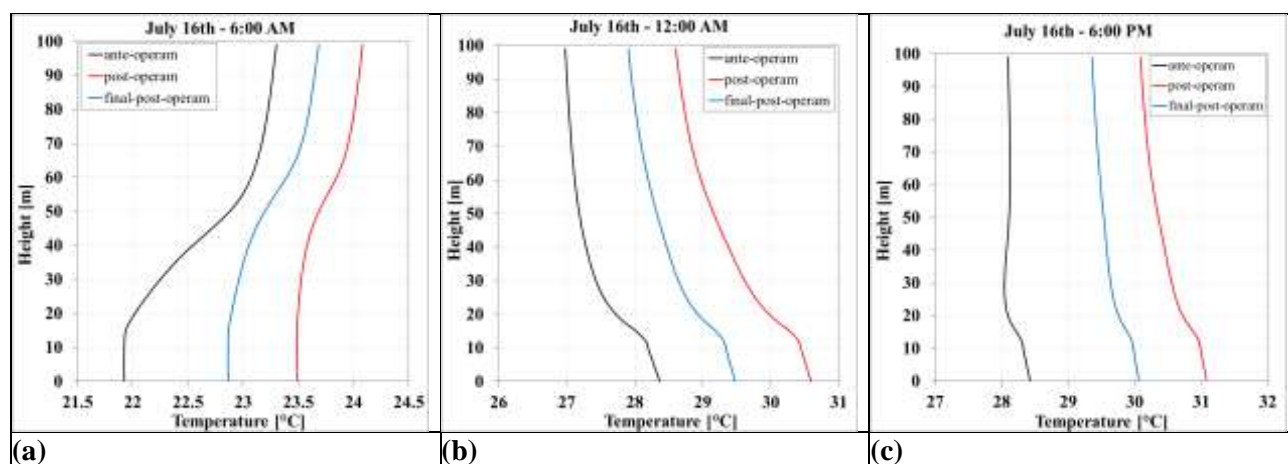 July 16th - 6:00 AM
ante-operam
post-operam
final-post-operam
Height [m]
100
90
80
70
60
50
40
30
20
10
0
21.5 22 22.5 23 23.5 24 24.5
Temperature [°C]
(a)
July 16th - 12:00 AM
ante-operam
post-operam
final-post-operam
Height [m]
100
90
80
70
60
50
40
30
20
10
0
26 27 28 29 30 31
Temperature [°C]
(b)
July 16th - 6:00 PM
ante-operam
post-operam
final-post-operam
Height [m]
100
90
80
70
60
50
40
30
20
10
0
27 28 29 30 31 32
Temperature [°C]
(c)